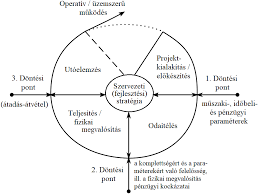 Operatív / üzemszerű
működés
Utóelemzés
Projekt-
kialakítás /
előkészítés
3. Döntési
pont
(átadás-átvétel)
Szervezeti
(fejlesztési)
stratégia
1. Döntési
pont
műszaki-, időbeli-
és pénzügyi
paraméterek
Teljesítés /
fizikai
megvalósítás
Odaítélés
2. Döntési
pont
a komplettségért és a para-
méterekért való felelősség,
ill. a fizikai megvalósítás
pénzügyi kockázatai